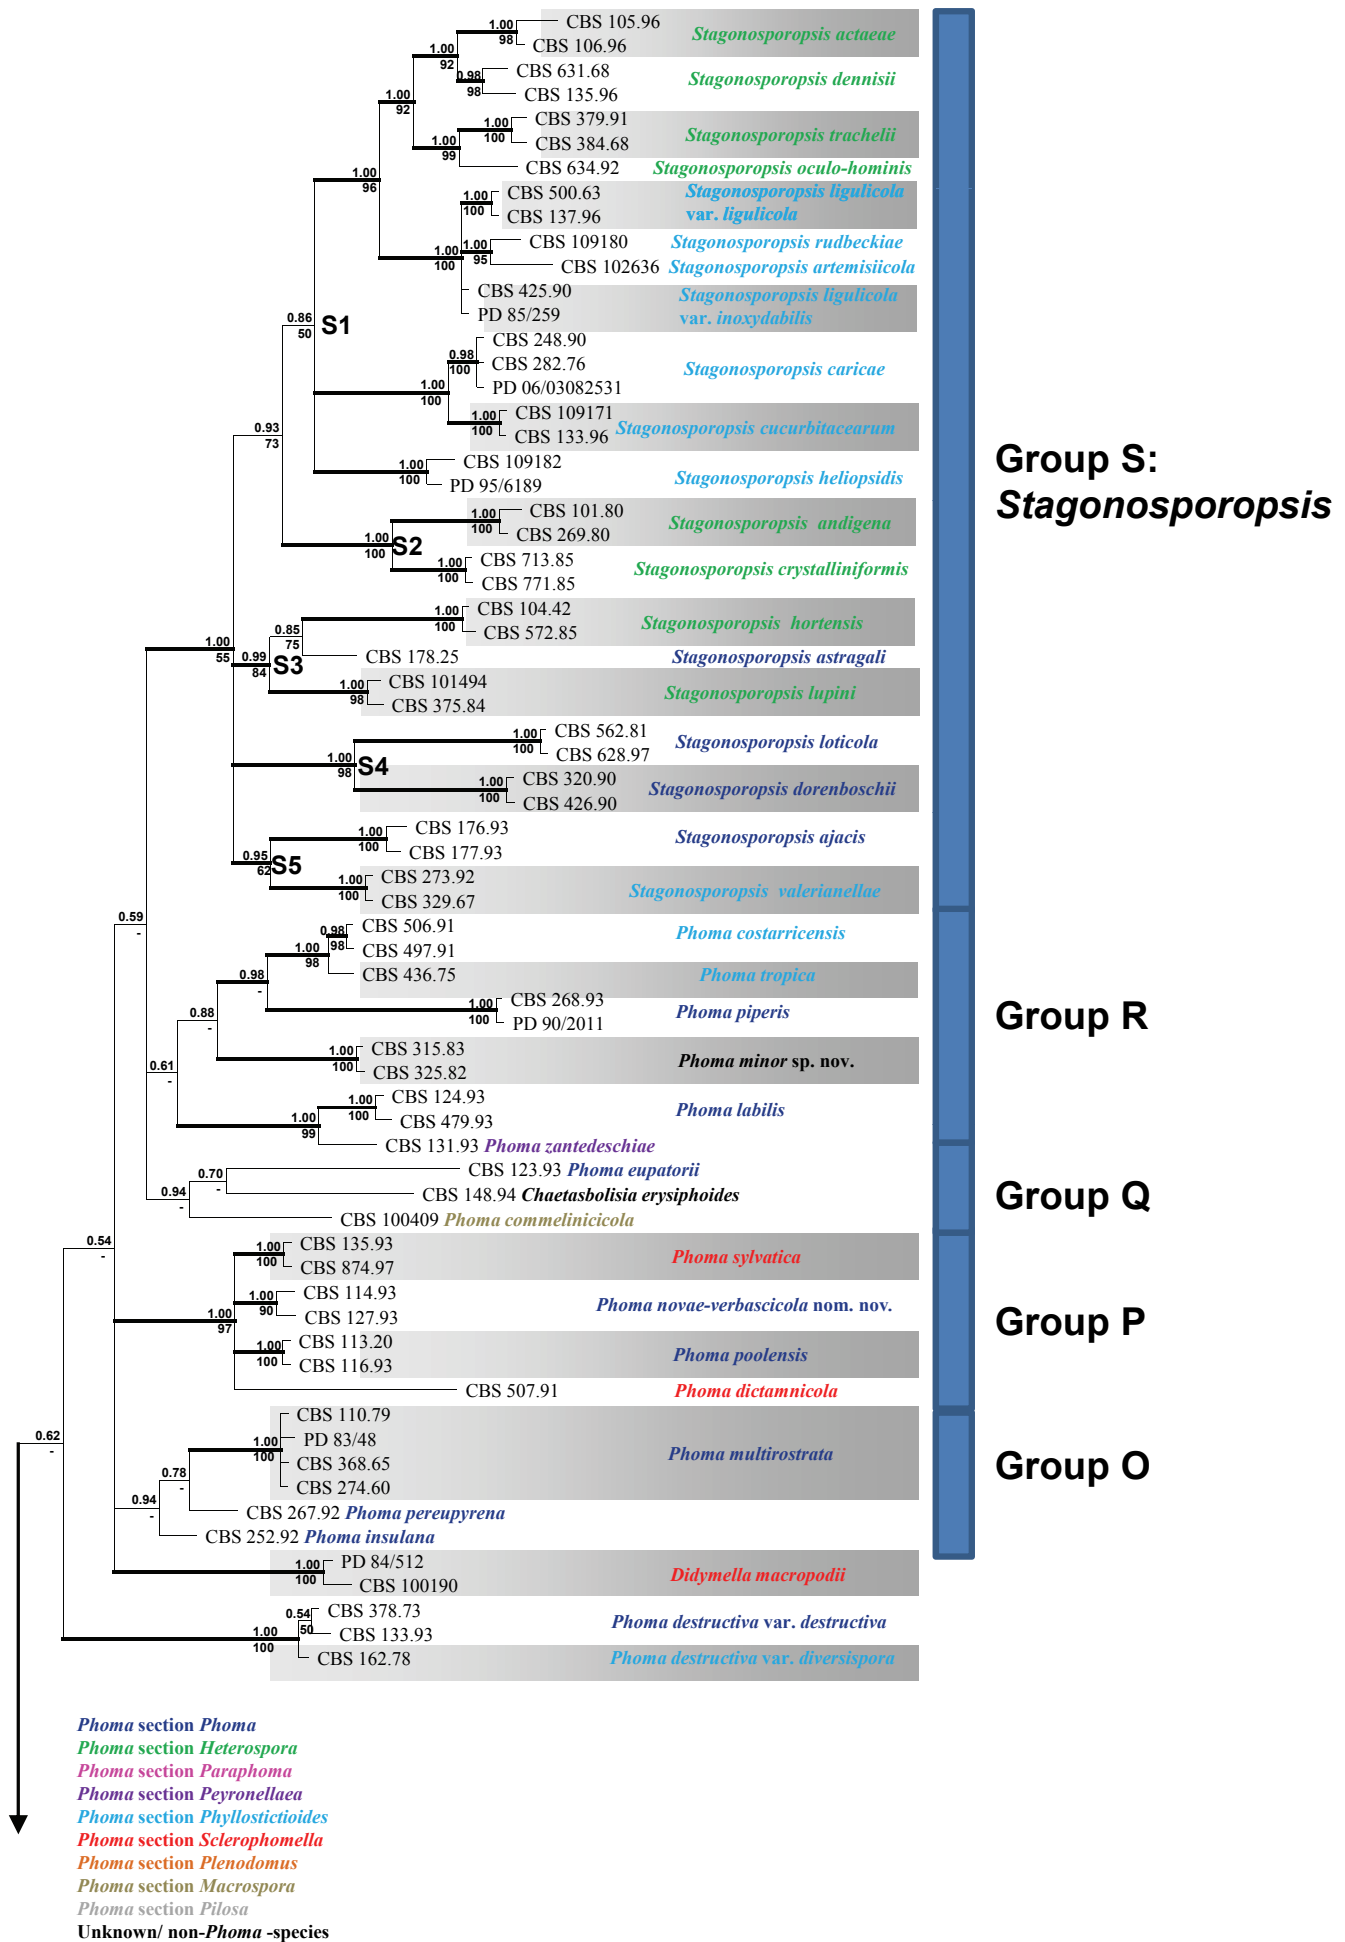 1.00 98 CBS 105.96
CBS 106.96
Stagonosporopsis actaeae
1.00 92
0.98 98 CBS 631.68
CBS 135.96
Stagonosporopsis dennisii
1.00 92
1.00 100 CBS 379.91
CBS 384.68
Stagonosporopsis trachelii
1.00 99
CBS 634.92 Stagonosporopsis oculo-hominis
1.00 96
1.00 100 CBS 500.63
CBS 137.96
Stagonosporopsis ligulicola
var. ligulicola
1.00 95 CBS 109180 Stagonosporopsis rudbeckiae
CBS 102636 Stagonosporopsis artemisiicola
1.00 100
CBS 425.90
PD 85/259
Stagonosporopsis ligulicola
var. inoxydabilis
0.86 50 S1
0.98 100 CBS 248.90
CBS 282.76
PD 06/03082531
Stagonosporopsis caricae
1.00 100
1.00 100 CBS 109171
CBS 133.96
Stagonosporopsis cucurbitacearum
0.93 73
1.00 100 CBS 109182
PD 95/6189
Stagonosporopsis heliopsidis
Group S:
Stagonosporopsis
1.00 100 CBS 101.80
CBS 269.80
Stagonosporopsis andigena
1.00 100 S2
1.00 100 CBS 713.85
CBS 771.85
Stagonosporopsis crystalliniformis
1.00 100 CBS 104.42
CBS 572.85
Stagonosporopsis hortensis
0.85 75
1.00 55
0.99 84 S3
CBS 178.25 Stagonosporopsis astragali
1.00 98 CBS 101494
CBS 375.84
Stagonosporopsis lupini
1.00 100 CBS 562.81
CBS 628.97
Stagonosporopsis loticola
1.00 98 S4
1.00 100 CBS 320.90
CBS 426.90
Stagonosporopsis dorenboschii
1.00 100 CBS 176.93
CBS 177.93
Stagonosporopsis ajacis
0.95 62 S5
1.00 100 CBS 273.92
CBS 329.67
Stagonosporopsis valerianellae
0.59 -
0.98 98 CBS 506.91
CBS 497.91
Phoma costarricensis
1.00 98
CBS 436.75 Phoma tropica
0.98 -
1.00 100 CBS 268.93
PD 90/2011
Phoma piperis
Group R
0.88 -
1.00 100 CBS 315.83
CBS 325.82
Phoma minor sp. nov.
0.61 -
1.00 100 CBS 124.93
CBS 479.93
Phoma labilis
1.00 99
CBS 131.93 Phoma zantedeschiae
0.70 -
CBS 123.93 Phoma eupatorii
CBS 148.94 Chaetasbolisia erysiphoides
0.94 -
CBS 100409 Phoma commelinicicola
Group Q
0.54 -
1.00 100 CBS 135.93
CBS 874.97
Phoma sylvatica
1.00 90 CBS 114.93
CBS 127.93
Phoma novae-verbascicola nom. nov.
1.00 97
1.00 100 CBS 113.20
CBS 116.93
Phoma poolensis
CBS 507.91 Phoma dictamnicola
Group P
0.62 -
1.00 100 CBS 110.79
PD 83/48
CBS 368.65
CBS 274.60
Phoma multirostrata
0.78 -
CBS 267.92 Phoma pereupyrena
0.94 -
CBS 252.92 Phoma insulana
Group O
1.00 100 PD 84/512
CBS 100190
Didymella macropodii
0.54 50 CBS 378.73
CBS 133.93
Phoma destructiva var. destructiva
1.00 100
CBS 162.78 Phoma destructiva var. diversispora
Phoma section Phoma
Phoma section Heterospora
Phoma section Paraphoma
Phoma section Peyronellaea
Phoma section Phyllostictioides
Phoma section Sclerophomella
Phoma section Plenodomus
Phoma section Macrospora
Phoma section Pilosa
Unknown/ non-Phoma -species